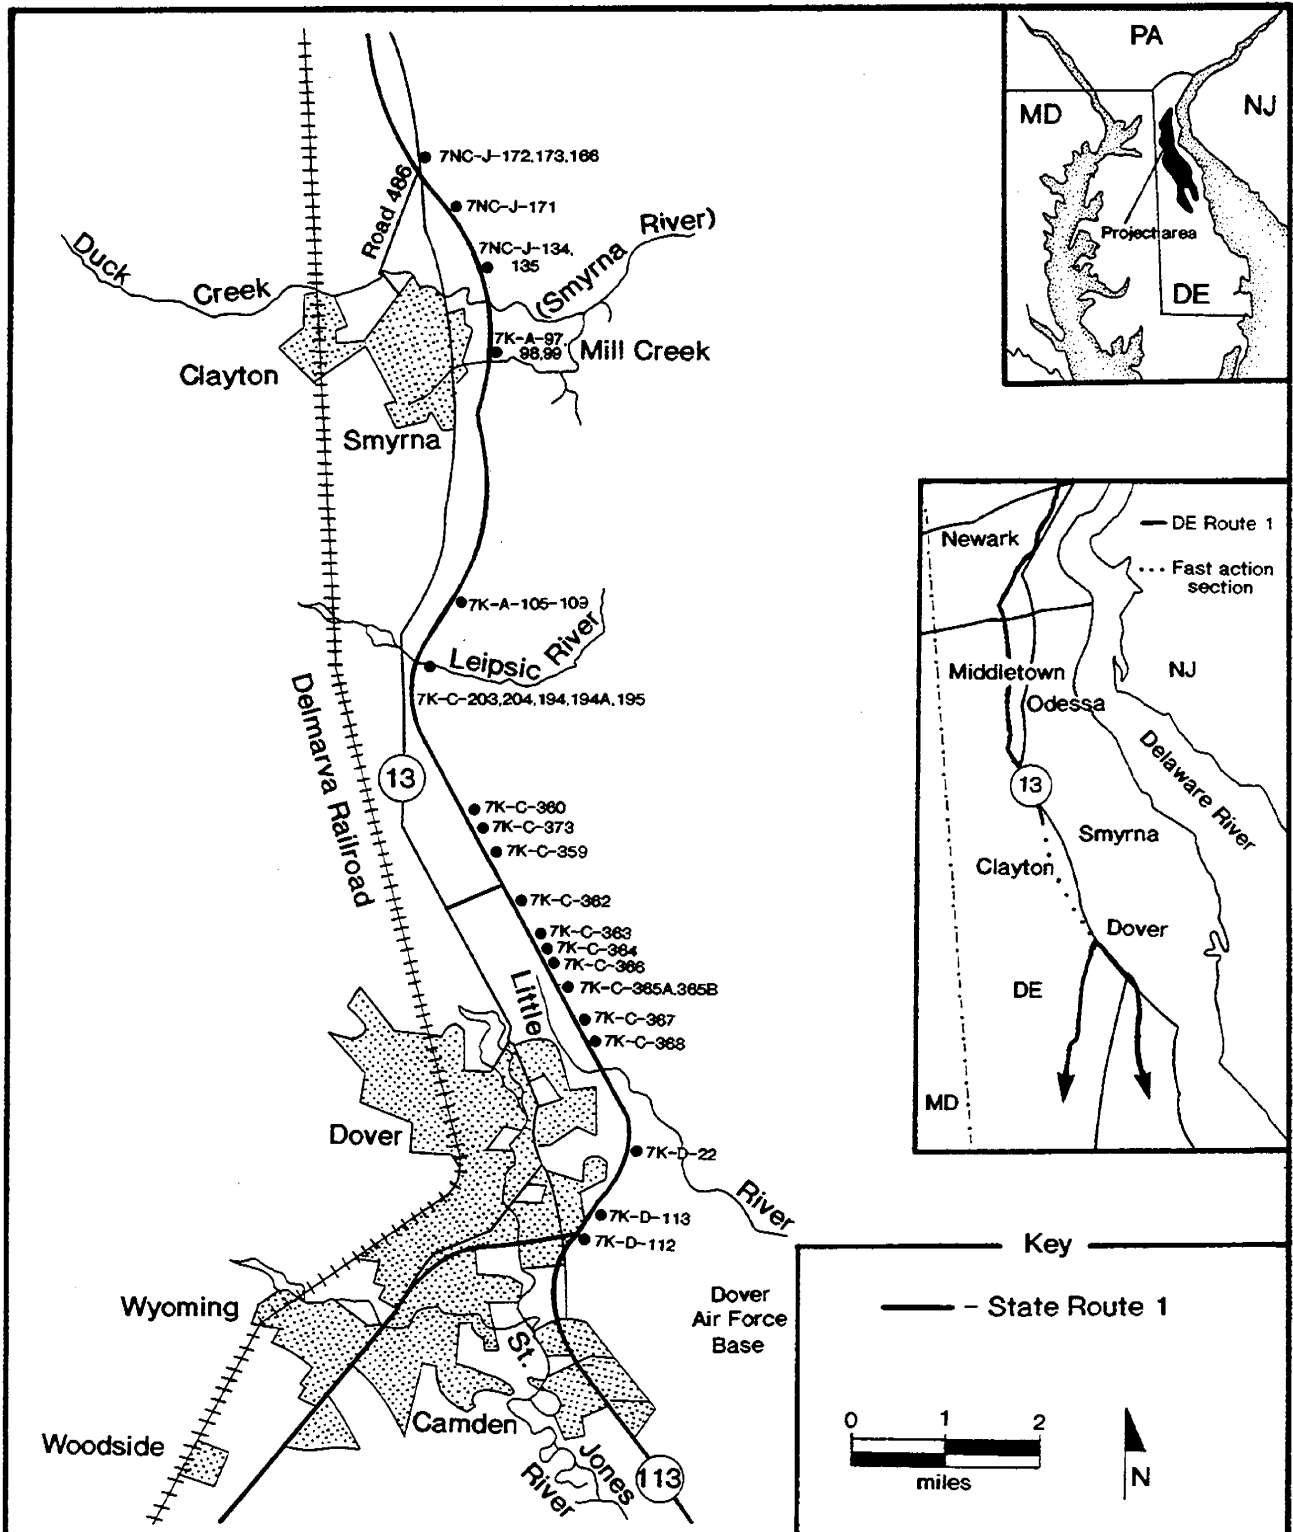 PA
MD
NJ
Project area
DE
7NC-J-172,173,166
Road 486
7NC-J-171
7NC-J-134,
135
Duck
Creek
(Smyrna
River)
7K-A-97
98,99
Mill Creek
Clayton
Smyrna
7K-A-105-109
Leipsic
River
7K-C-203,204,194,194A,195
Delmarva Railroad
13
7K-C-360
7K-C-373
7K-C-359
7K-C-362
7K-C-363
7K-C-364
7K-C-366
7K-C-365A,365B
7K-C-367
7K-C-368
Little
River
Dover
7K-D-22
7K-D-113
7K-D-112
Wyoming
Dover
Air Force
Base
St.
Jones
River
Camden
Woodside
113
DE Route 1
Fast action
section
Newark
Middletown
Odessa
NJ
Delaware River
13
Smyrna
Clayton
Dover
DE
MD
Key
- State Route 1
0 1 2
miles
N